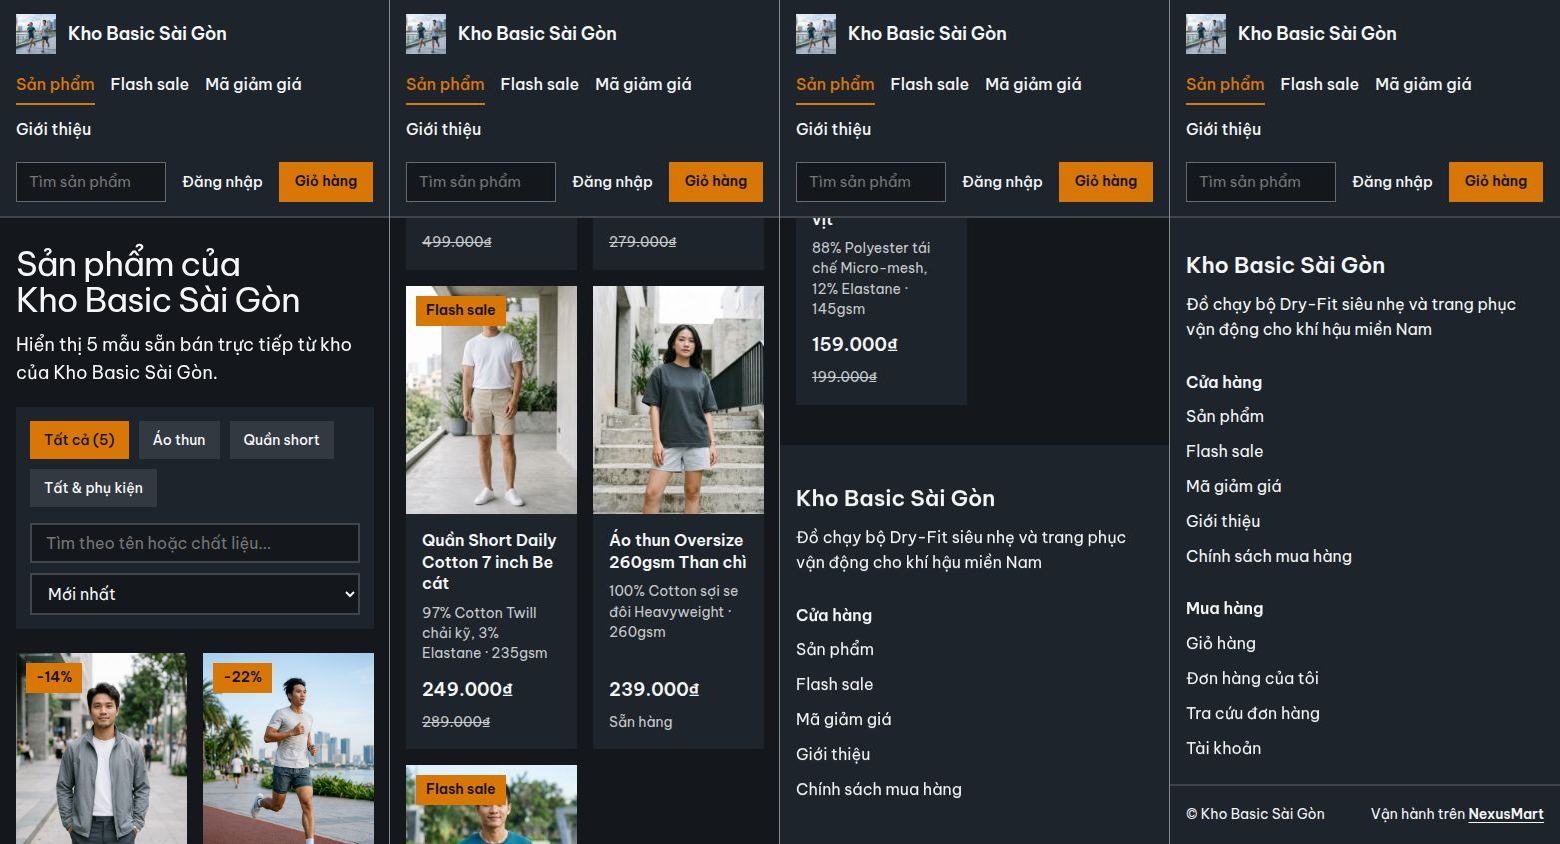 Kho Basic Sài Gòn
Sản phẩm Flash sale Mã giảm giá
Giới thiệu
Tìm sản phẩm Đăng nhập Giỏ hàng
Sản phẩm của
Kho Basic Sài Gòn
Hiển thị 5 mẫu sẵn bán trực tiếp từ kho
của Kho Basic Sài Gòn.
Tất cả (5) Áo thun Quần short
Tất & phụ kiện
Tìm theo tên hoặc chất liệu...
Mới nhất
-14% -22%
Kho Basic Sài Gòn
Sản phẩm Flash sale Mã giảm giá
Giới thiệu
Tìm sản phẩm Đăng nhập Giỏ hàng
499.000₫ 279.000₫
Flash sale
Quần Short Daily
Cotton 7 inch Be
cát
97% Cotton Twill
chải kỹ, 3%
Elastane · 235gsm
249.000₫
289.000₫
Áo thun Oversize
260gsm Than chì
100% Cotton sợi se
đôi Heavyweight ·
260gsm
239.000₫
Sẵn hàng
Flash sale
Kho Basic Sài Gòn
Sản phẩm Flash sale Mã giảm giá
Giới thiệu
Tìm sản phẩm Đăng nhập Giỏ hàng
vịt
88% Polyester tái
chế Micro-mesh,
12% Elastane ·
145gsm
159.000₫
199.000₫
Kho Basic Sài Gòn
Đồ chạy bộ Dry-Fit siêu nhẹ và trang phục
vận động cho khí hậu miền Nam
Cửa hàng
Sản phẩm
Flash sale
Mã giảm giá
Giới thiệu
Chính sách mua hàng
Kho Basic Sài Gòn
Sản phẩm Flash sale Mã giảm giá
Giới thiệu
Tìm sản phẩm Đăng nhập Giỏ hàng
Kho Basic Sài Gòn
Đồ chạy bộ Dry-Fit siêu nhẹ và trang phục
vận động cho khí hậu miền Nam
Cửa hàng
Sản phẩm
Flash sale
Mã giảm giá
Giới thiệu
Chính sách mua hàng
Mua hàng
Giỏ hàng
Đơn hàng của tôi
Tra cứu đơn hàng
Tài khoản
© Kho Basic Sài Gòn Vận hành trên NexusMart